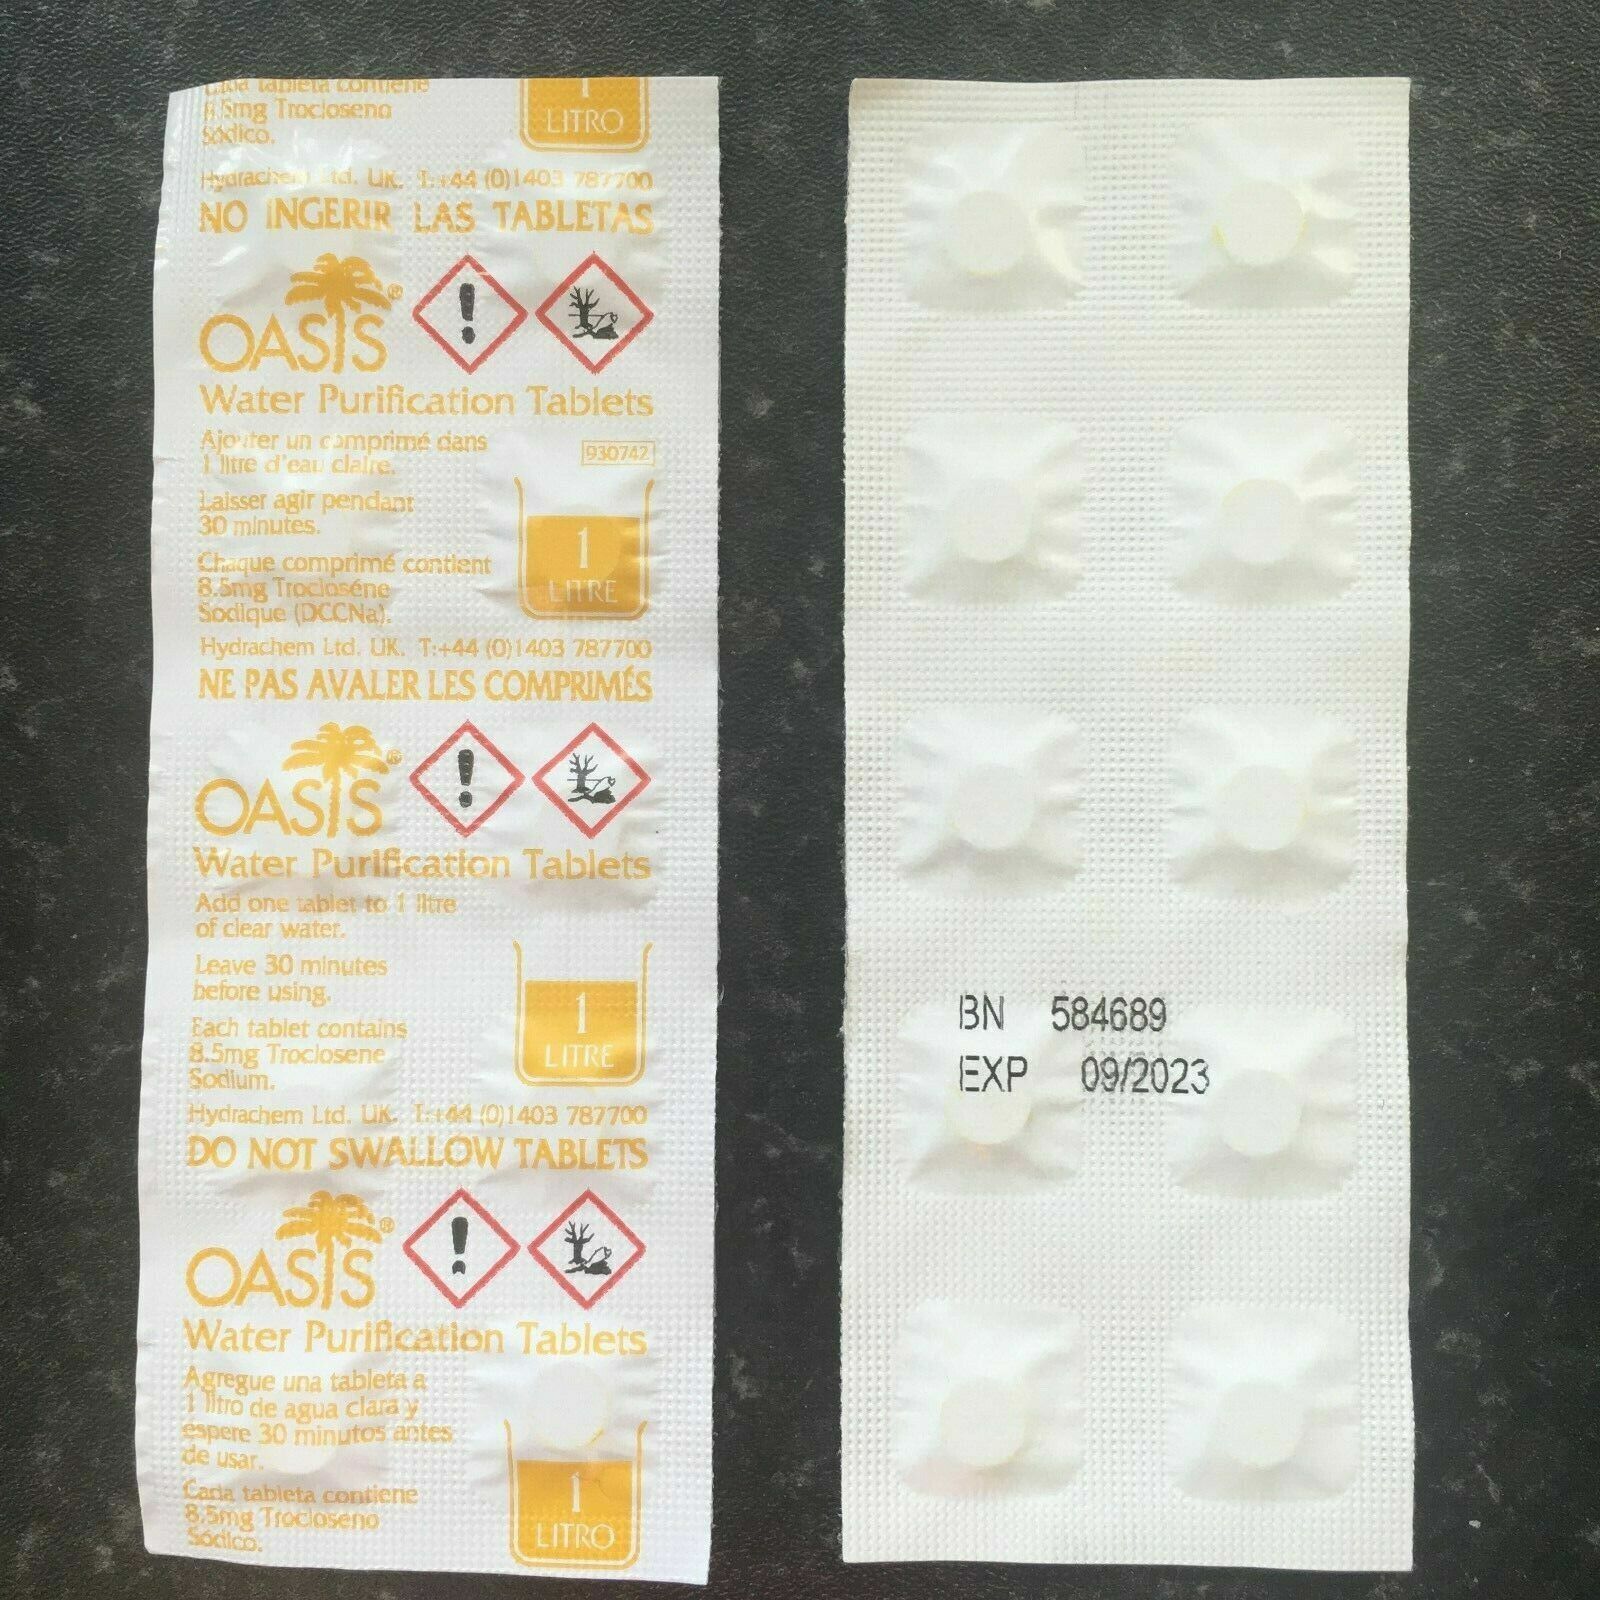 Cada tableta contiene
8.5mg Trocloseno
Sódico.
1
LITRO
Hydrachem Ltd. UK. T:+44 (0)1403 787700
NO INGERIR LAS TABLETAS
OASIS®
Water Purification Tablets
Ajouter un comprimé dans
1 litre d'eau claire.
930742
Laisser agir pendant
30 minutes.
1
LITRE
Chaque comprimé contient
8.5mg Trocloséne
Sodique (DCCNa).
Hydrachem Ltd. UK. T:+44 (0)1403 787700
NE PAS AVALER LES COMPRIMÉS
OASIS®
Water Purification Tablets
Add one tablet to 1 litre
of clear water.
Leave 30 minutes
before using.
1
LITRE
Each tablet contains
8.5mg Troclosene
Sodium.
Hydrachem Ltd. UK. T:+44 (0)1403 787700
DO NOT SWALLOW TABLETS
OASIS®
Water Purification Tablets
Agregue una tableta a
1 litro de agua clara y
espere 30 minutos antes
de usar.
1
LITRO
Cada tableta contiene
8.5mg Trocloseno
Sódico.
BN 584689
EXP 09/2023